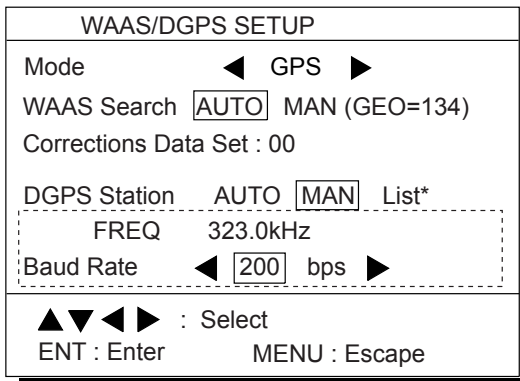 WAAS/DGPS SETUP
Mode ◀ GPS ▶
WAAS Search AUTO MAN (GEO=134)
Corrections Data Set : 00
DGPS Station AUTO MAN List*
FREQ 323.0kHz
Baud Rate ◀ 200 bps ▶
▲▼◀▶ : Select
ENT : Enter MENU : Escape